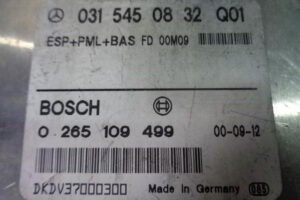 031 545 08 32 Q01
ESP+PML+BAS FD 00M09
BOSCH
0 265 109 499 00-09-12
DKDV37000300 Made in Germany 085